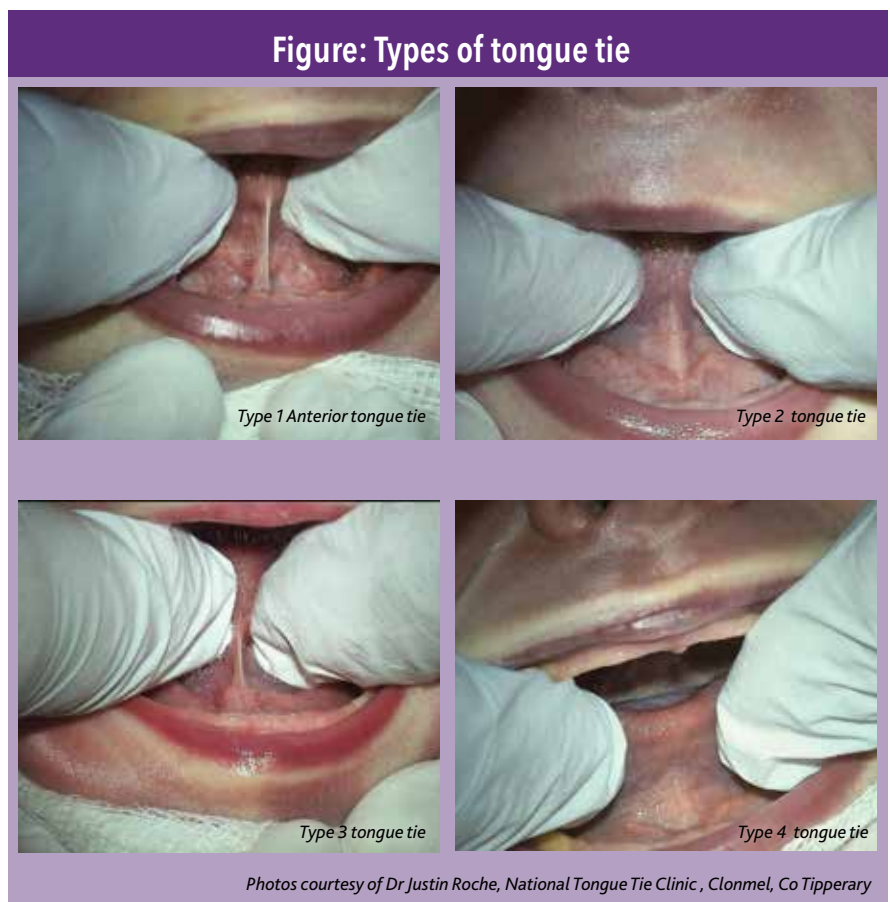 Figure: Types of tongue tie
Type 1 Anterior tongue tie
Type 2 tongue tie
Type 3 tongue tie
Type 4 tongue tie
Photos courtesy of Dr Justin Roche, National Tongue Tie Clinic , Clonmel, Co Tipperary